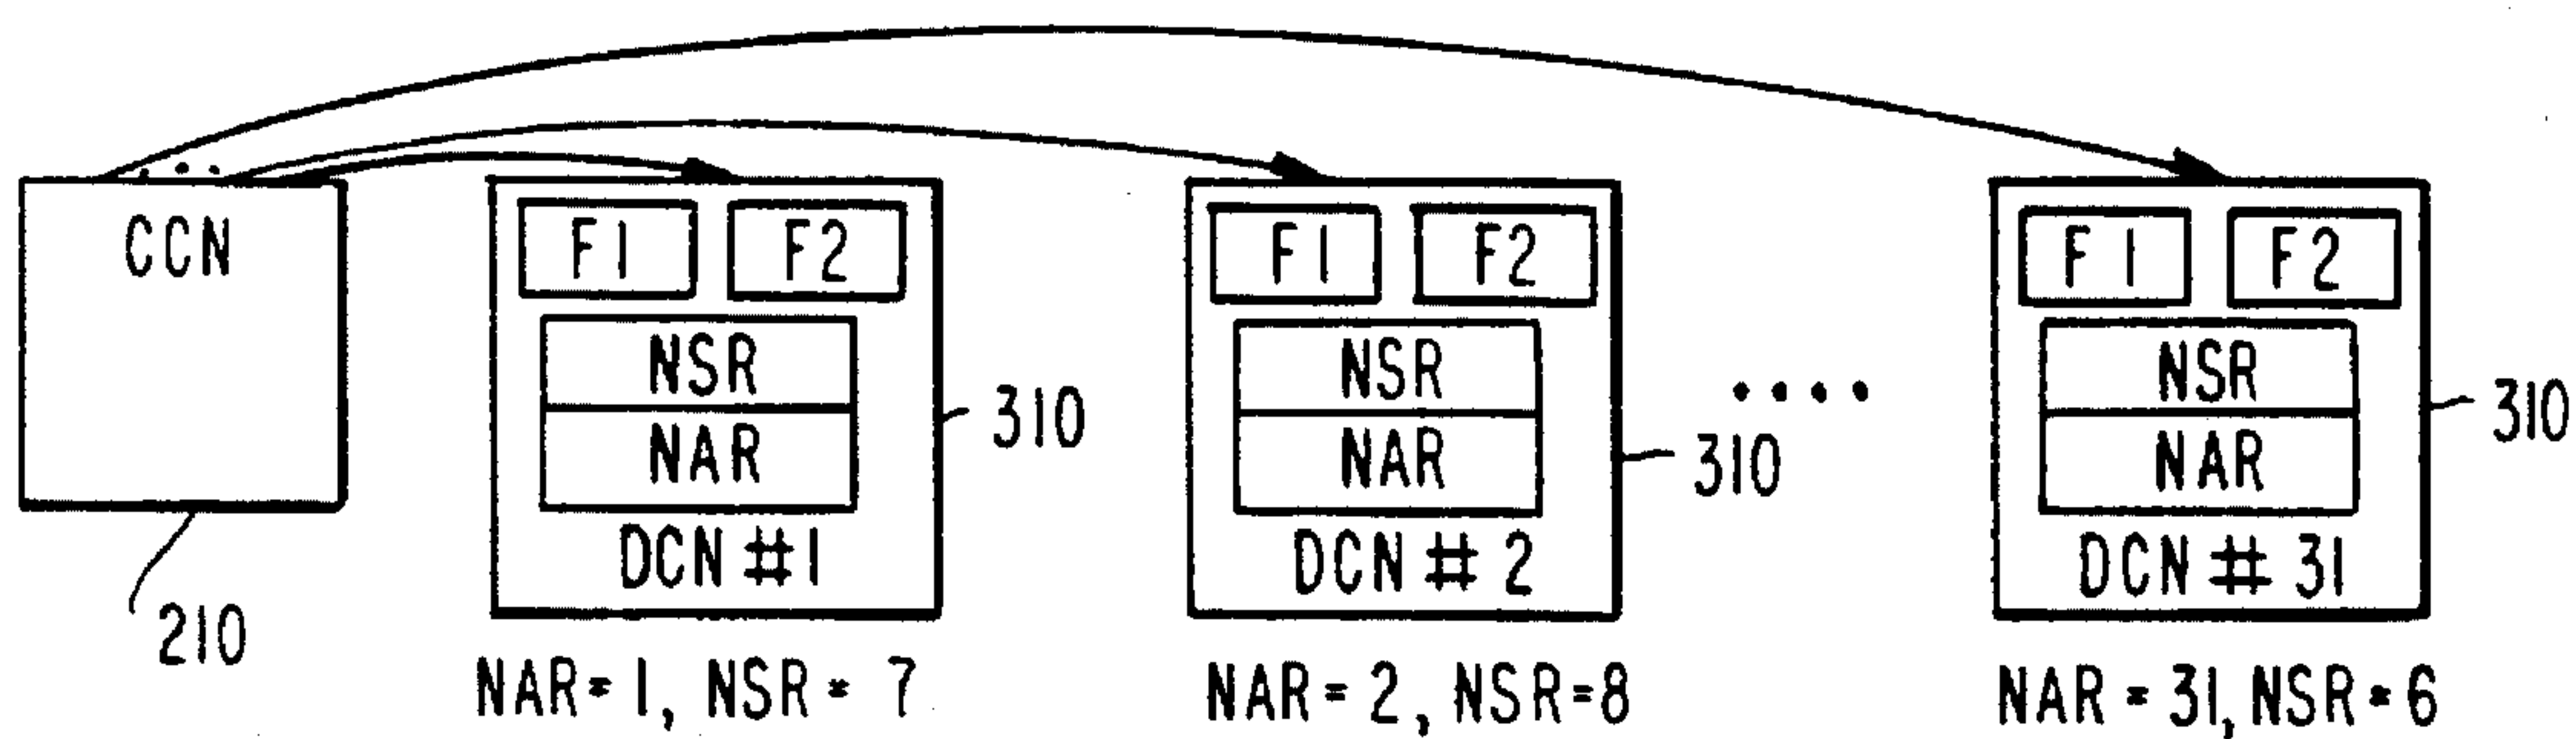 CCN
210
F1 F2
NSR
NAR
DCN #1
310
NAR = 1, NSR = 7
F1 F2
NSR
NAR
DCN # 2
310
NAR = 2, NSR = 8
....
F1 F2
NSR
NAR
DCN # 31
310
NAR = 31, NSR = 6